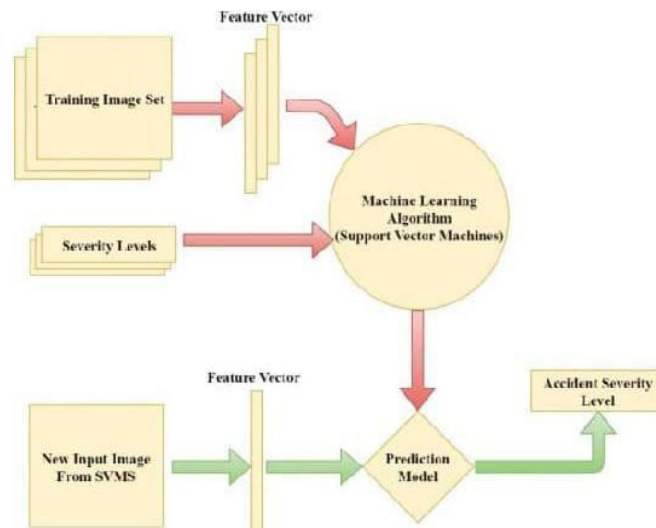 Feature Vector
Training Image Set
Machine Learning
Algorithm
(Support Vector Machines)
Severity Levels
Feature Vector
Accident Severity
Level
New Input Image
From SVMS
Prediction
Model